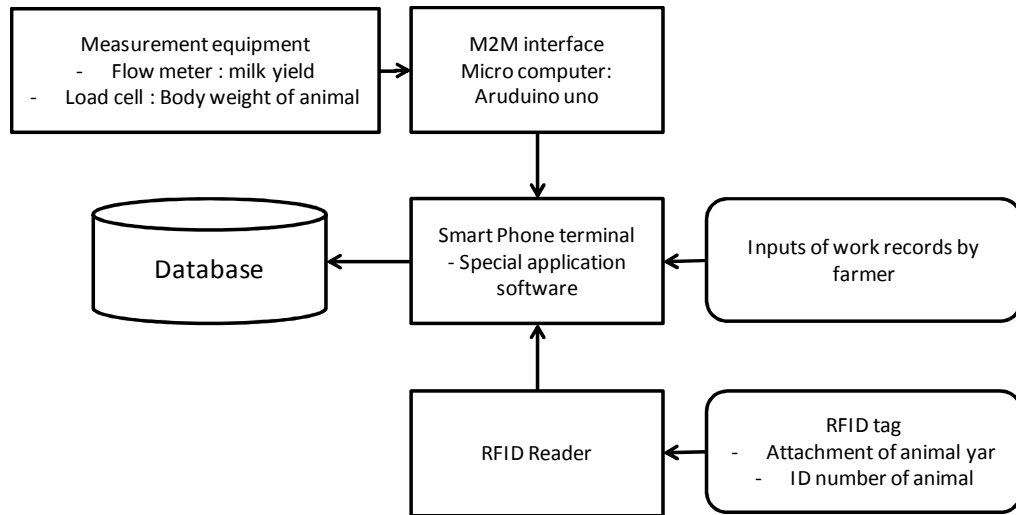 Measurement equipment
- Flow meter : milk yield
- Load cell : Body weight of animal
M2M interface
Micro computer:
Aruduino uno
Database
Smart Phone terminal
- Special application
software
Inputs of work records by
farmer
RFID Reader
RFID tag
- Attachment of animal yar
- ID number of animal